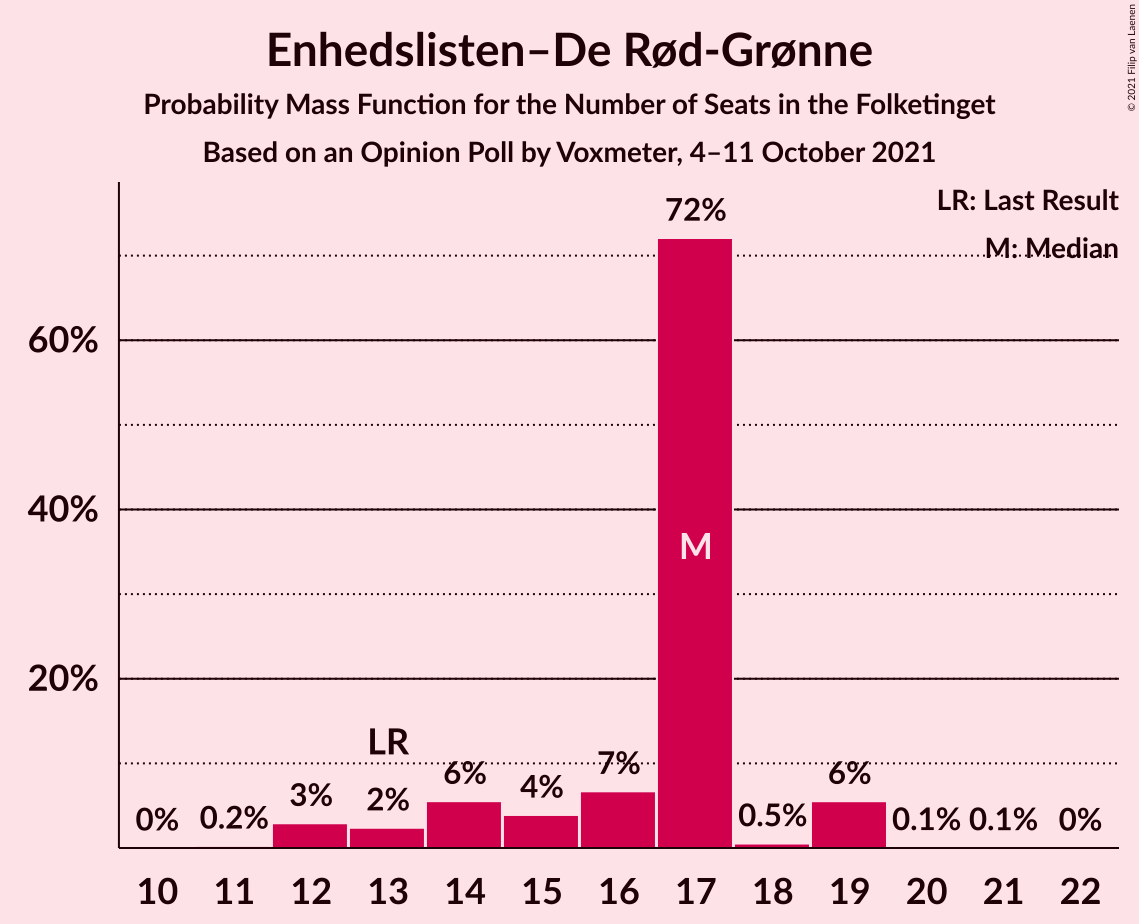 Enhedslisten–De Rød-Grønne
Probability Mass Function for the Number of Seats in the Folketinget
Based on an Opinion Poll by Voxmeter, 4–11 October 2021
© 2021 Filip van Laenen
LR: Last Result
M: Median
72%
60%
40%
M
20%
LR
0% 0.2% 3% 2% 6% 4% 7% 0.5% 6% 0.1% 0.1% 0%
10 11 12 13 14 15 16 17 18 19 20 21 22